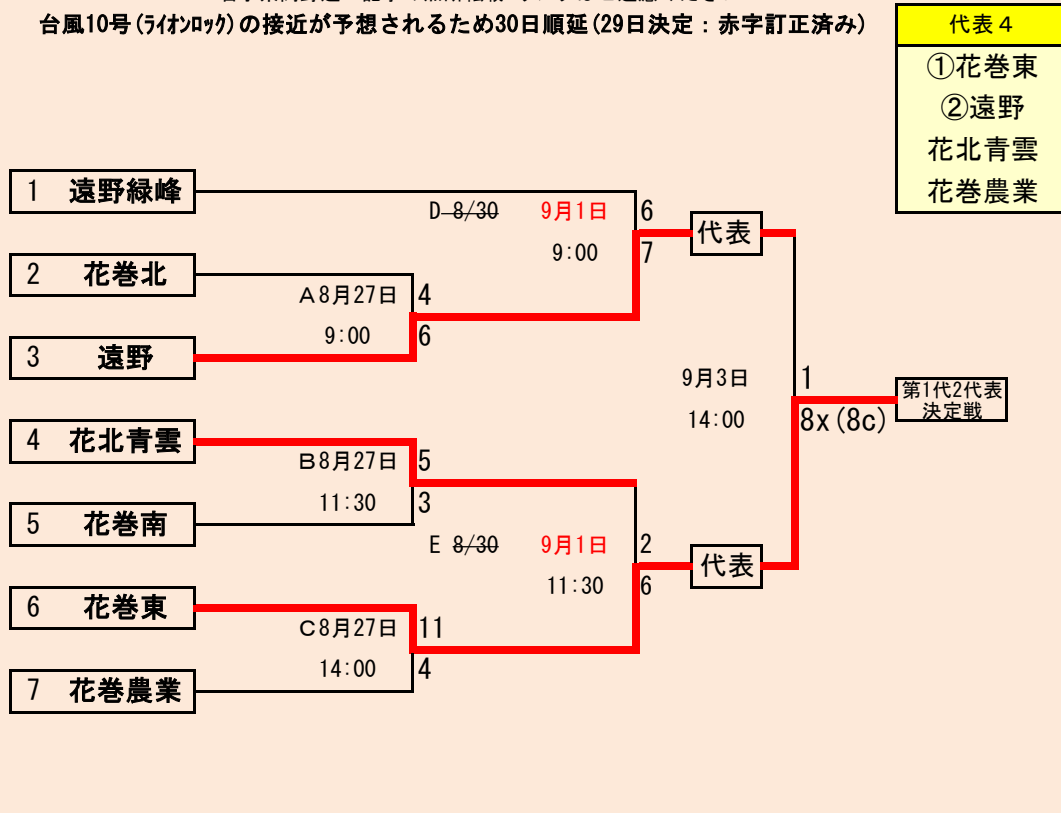 台風10号(ﾗｲｵﾝﾛｯｸ)の接近が予想されるため30日順延(29日決定：赤字訂正済み)
代表４
①花巻東
②遠野
花北青雲
花巻農業
1 遠野緑峰
D 8/30 9月1日 6
9:00 7
代表
2 花巻北
A8月27日 4
9:00 6
3 遠野
9月3日 1
14:00 8x(8c)
第1代2代表
決定戦
4 花北青雲
B8月27日 5
11:30 3
5 花巻南
E 8/30 9月1日 2
11:30 6
代表
6 花巻東
C8月27日 11
14:00 4
7 花巻農業